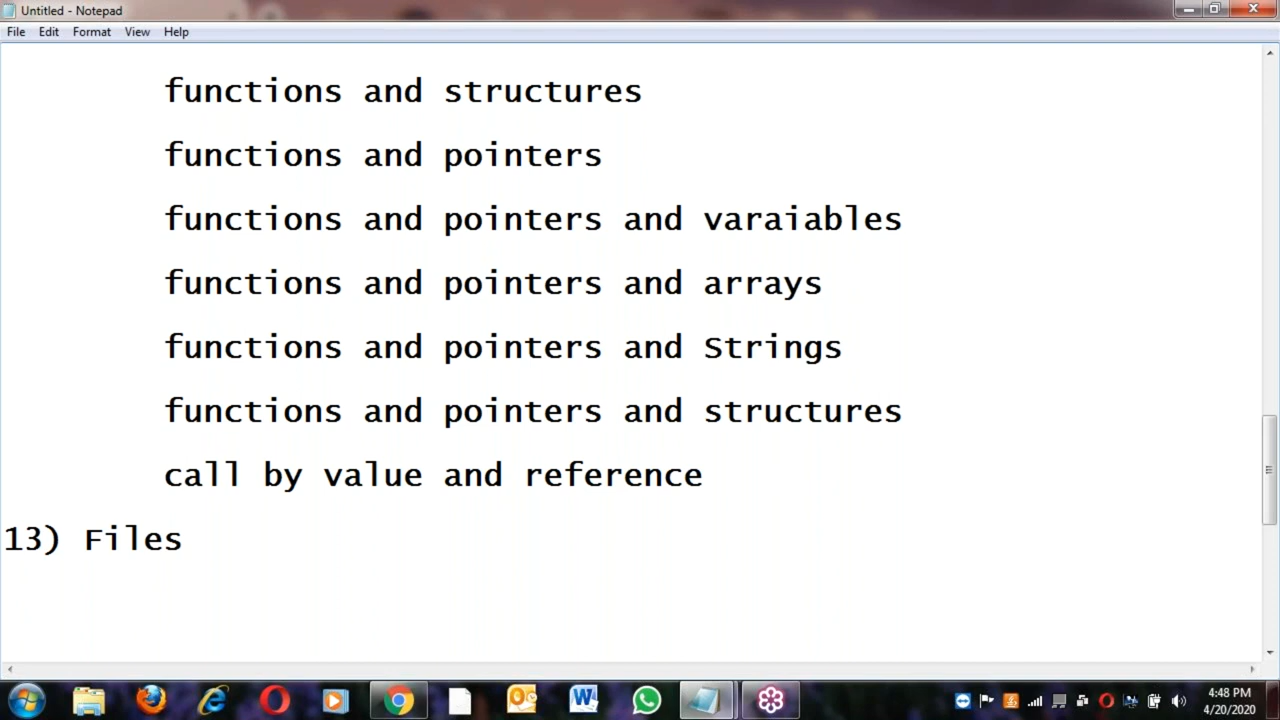 Untitled - Notepad
File Edit Format View Help
functions and structures
functions and pointers
functions and pointers and varaiables
functions and pointers and arrays
functions and pointers and Strings
functions and pointers and structures
call by value and reference
13) Files
4:48 PM
4/20/2020